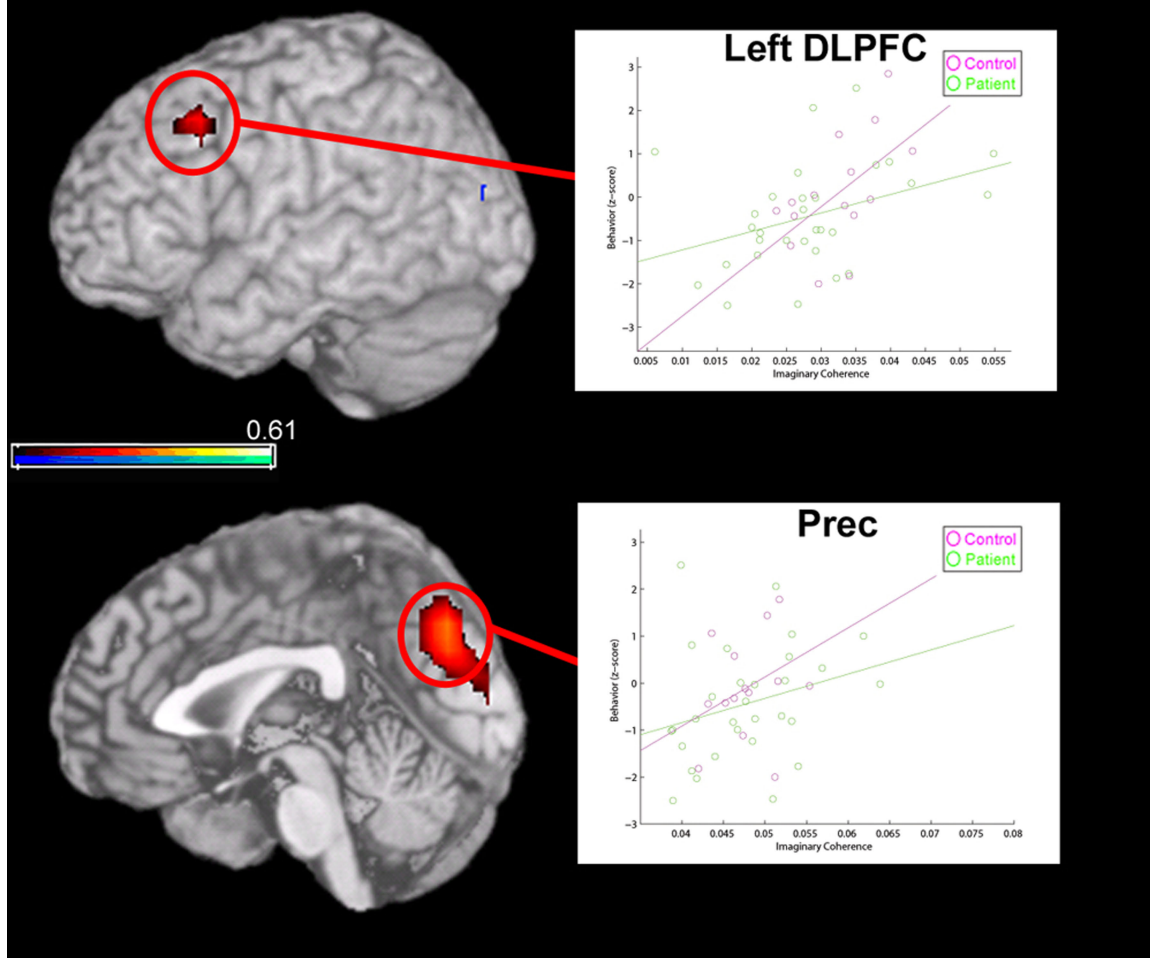 Left DLPFC
Control
Patient
3
2
1
0
−1
−2
−3
Behavior (z−score)
0.005 0.01 0.015 0.02 0.025 0.03 0.035 0.04 0.045 0.05 0.055
Imaginary Coherence
0.61
Prec
Control
Patient
3
2
1
0
−1
−2
−3
Behavior (z−score)
0.04 0.045 0.05 0.055 0.06 0.065 0.07 0.075 0.08
Imaginary Coherence